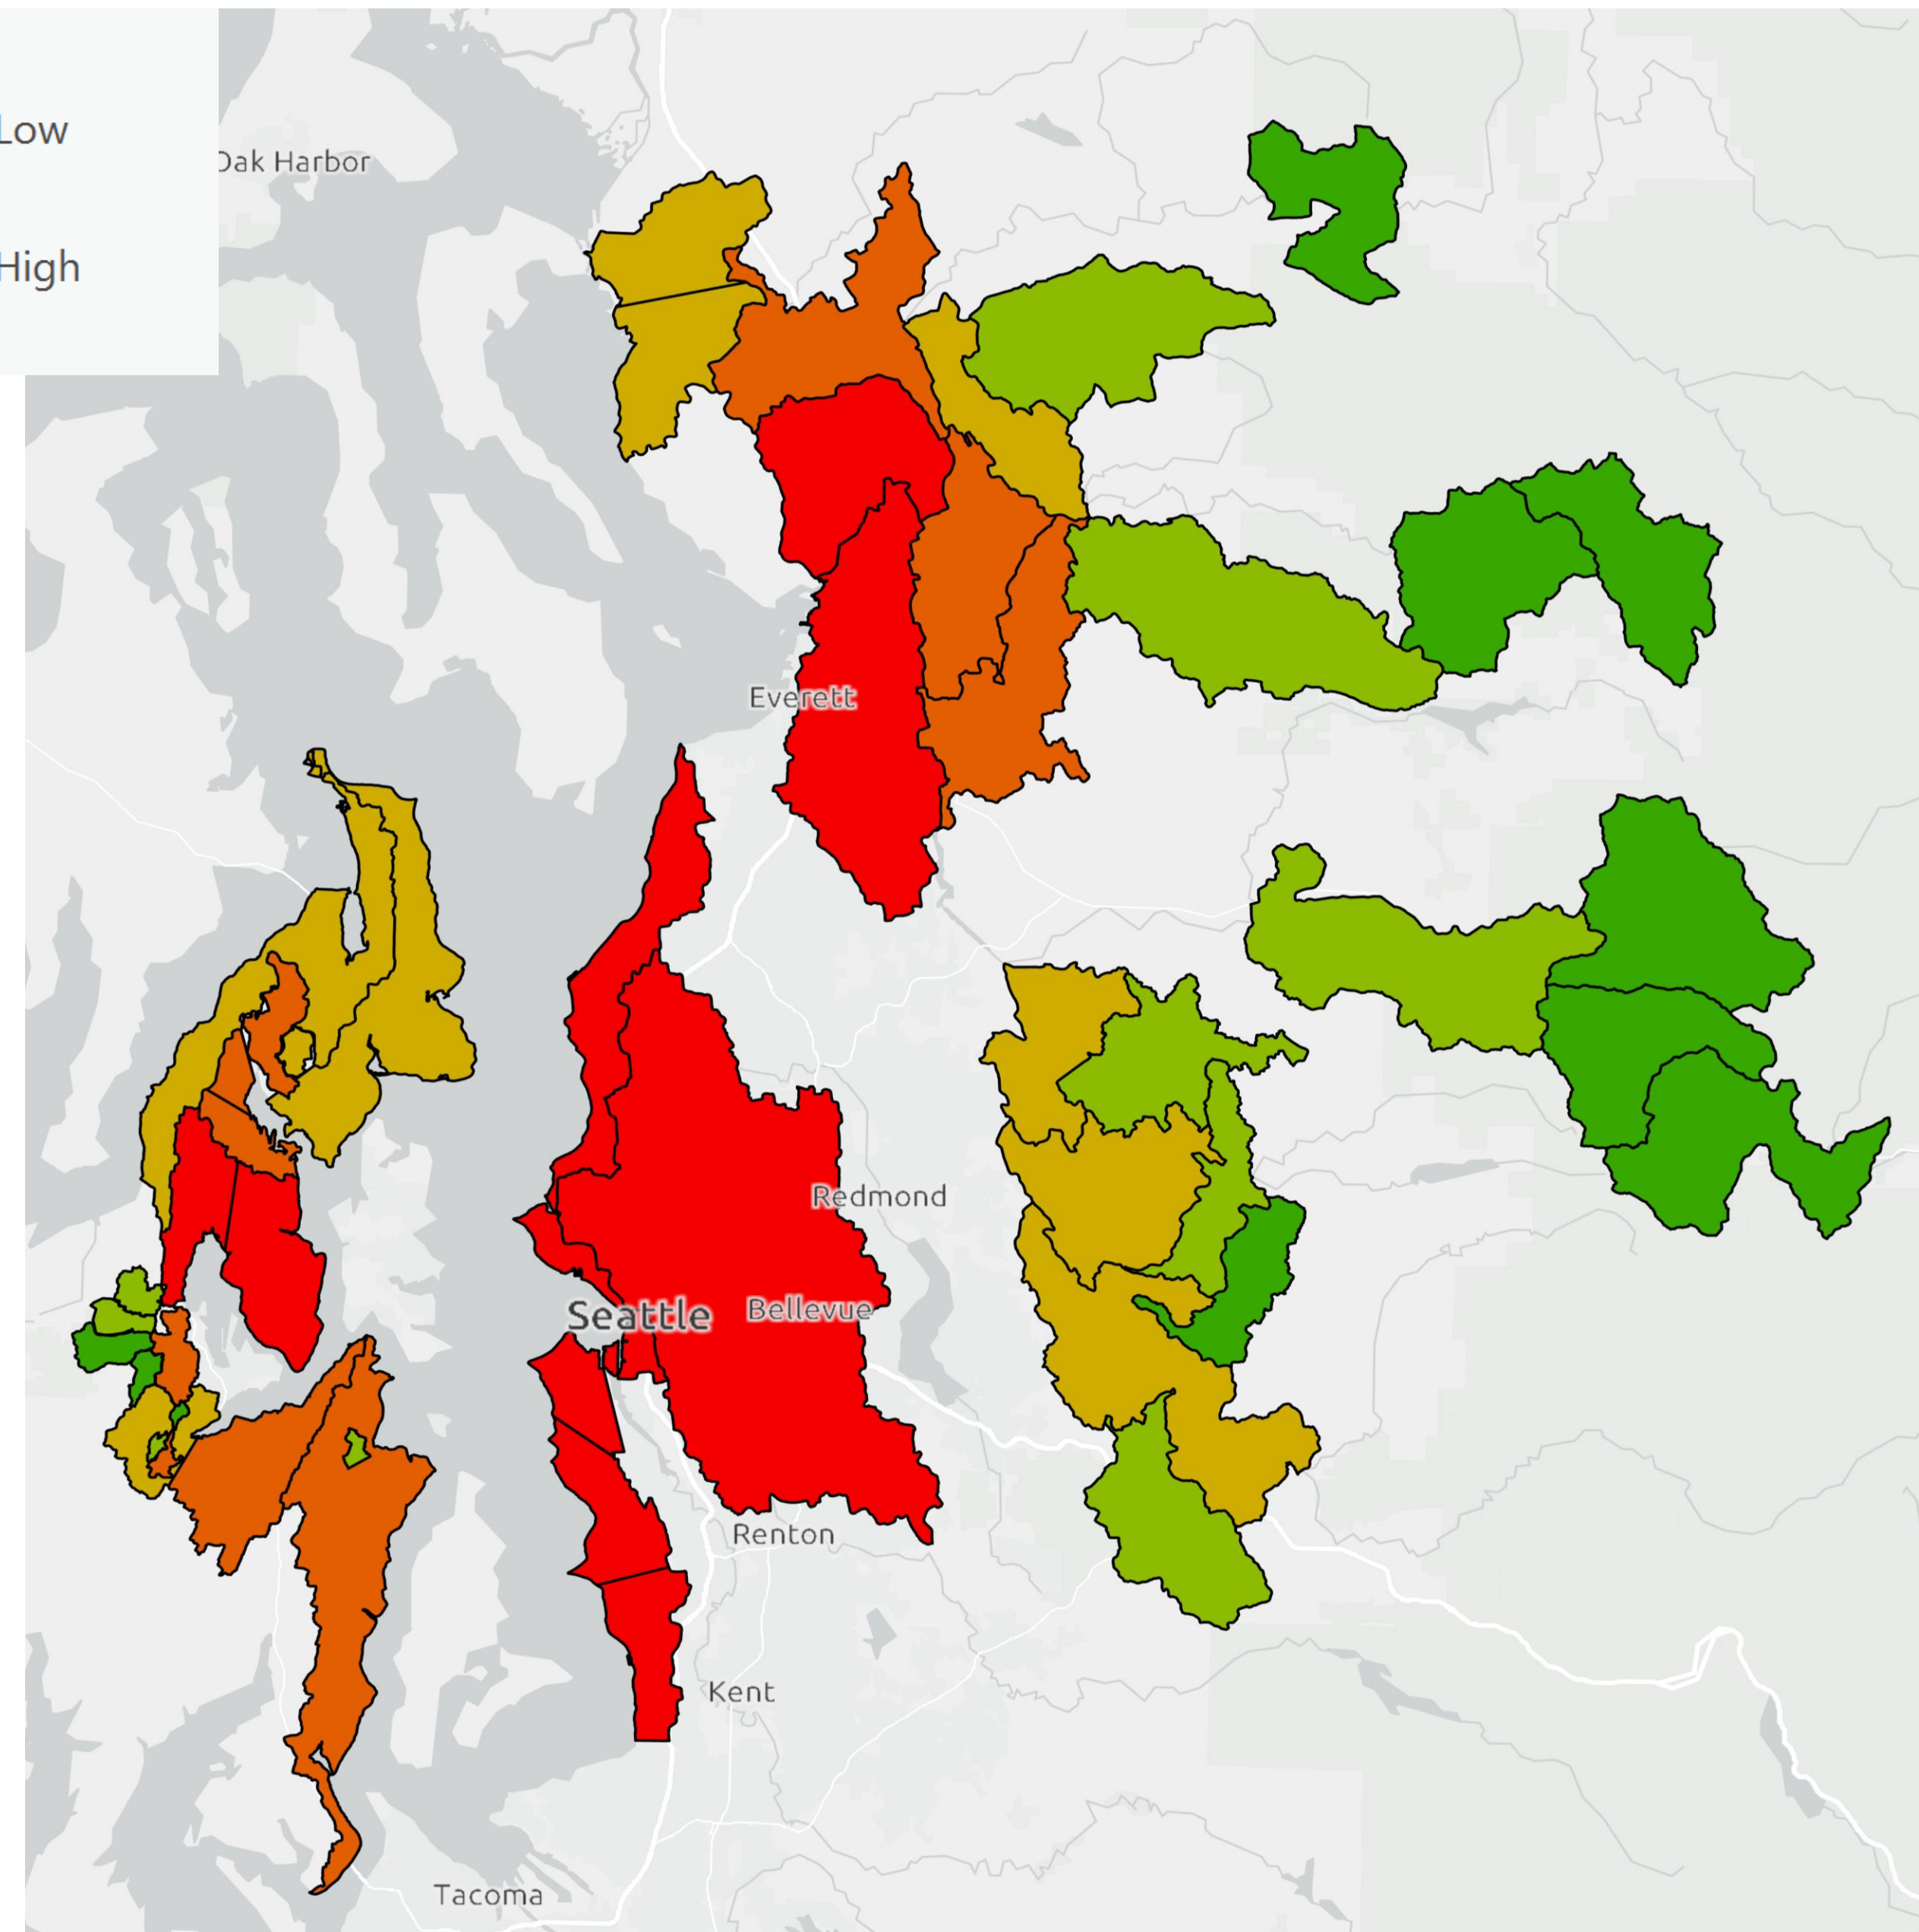 Low
Oak Harbor
High
Everett
Redmond
Seattle
Bellevue
Renton
Kent
Tacoma